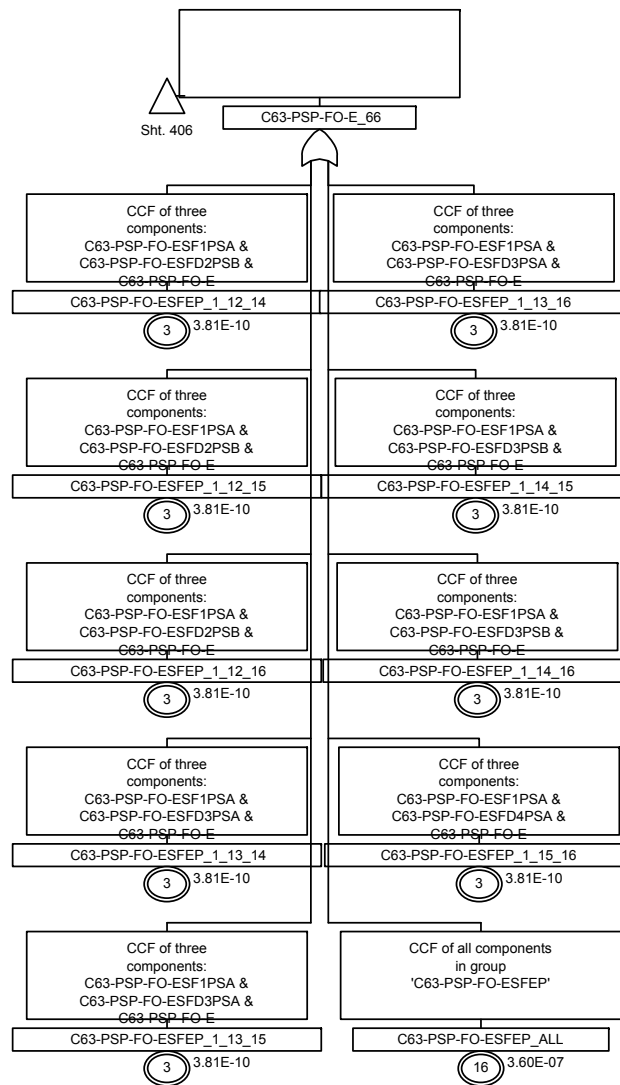 Sht. 406
C63-PSP-FO-E_66
CCF of three
components:
C63-PSP-FO-ESF1PSA &
C63-PSP-FO-ESFD2PSB &
C63-PSP-FO-E
C63-PSP-FO-ESFEP_1_12_14
3
3.81E-10
CCF of three
components:
C63-PSP-FO-ESF1PSA &
C63-PSP-FO-ESFD3PSA &
C63-PSP-FO-E
C63-PSP-FO-ESFEP_1_13_16
3
3.81E-10
CCF of three
components:
C63-PSP-FO-ESF1PSA &
C63-PSP-FO-ESFD2PSB &
C63-PSP-FO-E
C63-PSP-FO-ESFEP_1_12_15
3
3.81E-10
CCF of three
components:
C63-PSP-FO-ESF1PSA &
C63-PSP-FO-ESFD3PSB &
C63-PSP-FO-E
C63-PSP-FO-ESFEP_1_14_15
3
3.81E-10
CCF of three
components:
C63-PSP-FO-ESF1PSA &
C63-PSP-FO-ESFD2PSB &
C63-PSP-FO-E
C63-PSP-FO-ESFEP_1_12_16
3
3.81E-10
CCF of three
components:
C63-PSP-FO-ESF1PSA &
C63-PSP-FO-ESFD3PSB &
C63-PSP-FO-E
C63-PSP-FO-ESFEP_1_14_16
3
3.81E-10
CCF of three
components:
C63-PSP-FO-ESF1PSA &
C63-PSP-FO-ESFD3PSA &
C63-PSP-FO-E
C63-PSP-FO-ESFEP_1_13_14
3
3.81E-10
CCF of three
components:
C63-PSP-FO-ESF1PSA &
C63-PSP-FO-ESFD4PSA &
C63-PSP-FO-E
C63-PSP-FO-ESFEP_1_15_16
3
3.81E-10
CCF of three
components:
C63-PSP-FO-ESF1PSA &
C63-PSP-FO-ESFD3PSA &
C63-PSP-FO-E
C63-PSP-FO-ESFEP_1_13_15
3
3.81E-10
CCF of all components
in group
'C63-PSP-FO-ESFEP'
C63-PSP-FO-ESFEP_ALL
16
3.60E-07